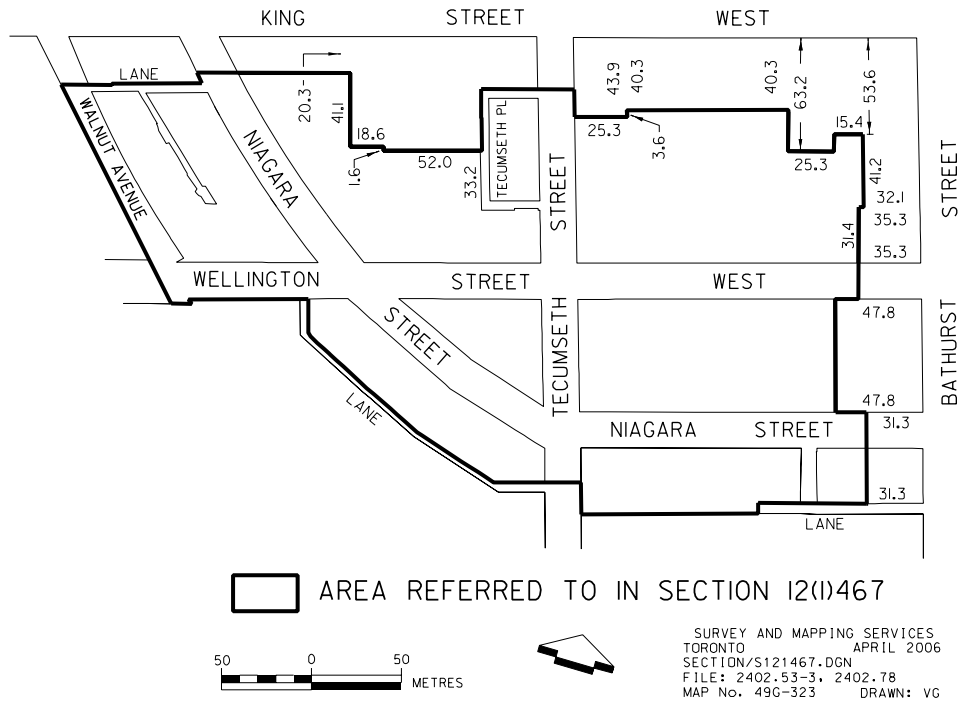 KING STREET WEST
LANE
WALNUT AVENUE
NIAGARA
STREET
20.3
41.1
18.6
1.6
52.0
33.2
TECUMSETH PL
STREET
TECUMSETH
43.9
40.3
25.3
3.6
40.3
63.2
53.6
15.4
25.3
41.2
32.1
35.3
31.4
35.3
STREET
BATHURST
WELLINGTON STREET WEST
47.8
47.8
31.3
LANE
NIAGARA STREET
31.3
LANE
AREA REFERRED TO IN SECTION 12(1)467
50 0 50
METRES
SURVEY AND MAPPING SERVICES
TORONTO APRIL 2006
SECTION/S121467.DGN
FILE: 2402.53-3, 2402.78
MAP No. 49G-323 DRAWN: VG